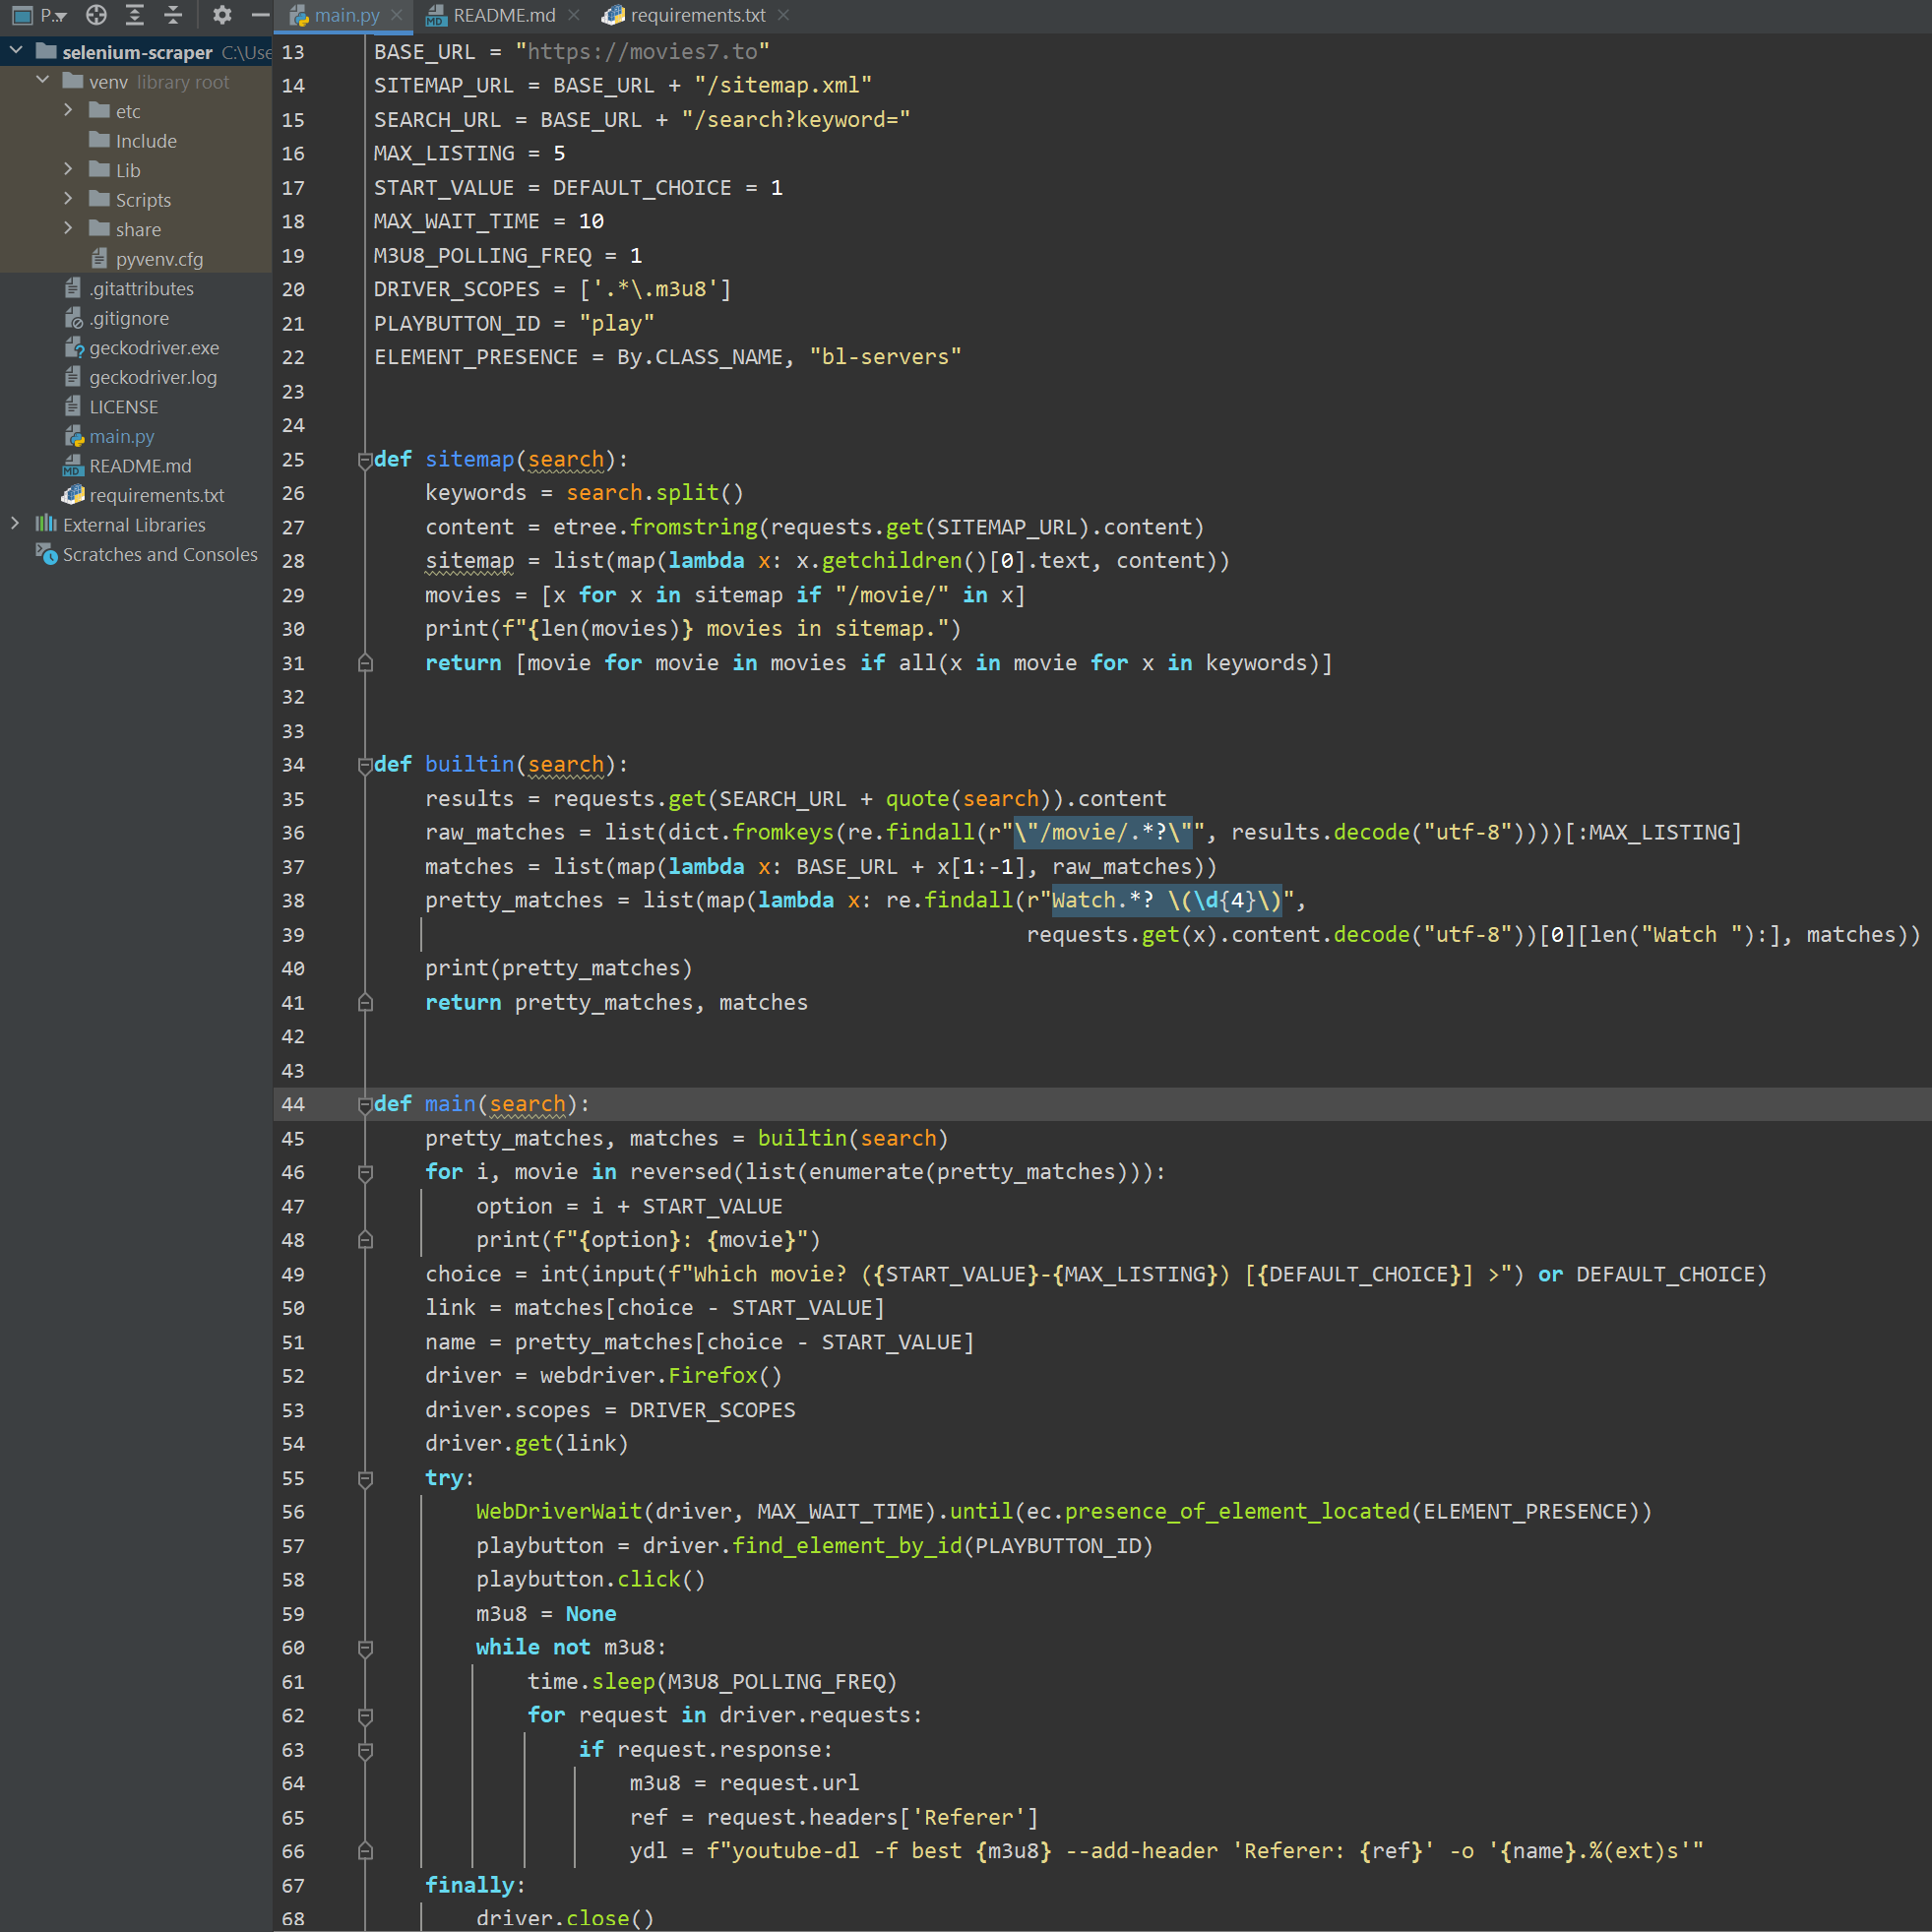 P..
main.py
README.md
requirements.txt
selenium-scraper C:\Use
venv library root
etc
Include
Lib
Scripts
share
pyvenv.cfg
.gitattributes
.gitignore
geckodriver.exe
geckodriver.log
LICENSE
main.py
README.md
requirements.txt
External Libraries
Scratches and Consoles
13 BASE_URL = "https://movies7.to"
14 SITEMAP_URL = BASE_URL + "/sitemap.xml"
15 SEARCH_URL = BASE_URL + "/search?keyword="
16 MAX_LISTING = 5
17 START_VALUE = DEFAULT_CHOICE = 1
18 MAX_WAIT_TIME = 10
19 M3U8_POLLING_FREQ = 1
20 DRIVER_SCOPES = ['.*\.m3u8']
21 PLAYBUTTON_ID = "play"
22 ELEMENT_PRESENCE = By.CLASS_NAME, "bl-servers"
23
24
25 def sitemap(search):
26     keywords = search.split()
27     content = etree.fromstring(requests.get(SITEMAP_URL).content)
28     sitemap = list(map(lambda x: x.getchildren()[0].text, content))
29     movies = [x for x in sitemap if "/movie/" in x]
30     print(f"{len(movies)} movies in sitemap.")
31     return [movie for movie in movies if all(x in movie for x in keywords)]
32
33
34 def builtin(search):
35     results = requests.get(SEARCH_URL + quote(search)).content
36     raw_matches = list(dict.fromkeys(re.findall(r"\"/movie/.*?\"", results.decode("utf-8"))))[:MAX_LISTING]
37     matches = list(map(lambda x: BASE_URL + x[1:-1], raw_matches))
38     pretty_matches = list(map(lambda x: re.findall(r"Watch.*? \(\d{4}\)",
39                                                    requests.get(x).content.decode("utf-8"))[0][len("Watch "):], matches))
40     print(pretty_matches)
41     return pretty_matches, matches
42
43
44 def main(search):
45     pretty_matches, matches = builtin(search)
46     for i, movie in reversed(list(enumerate(pretty_matches))):
47         option = i + START_VALUE
48         print(f"{option}: {movie}")
49     choice = int(input(f"Which movie? ({START_VALUE}-{MAX_LISTING}) [{DEFAULT_CHOICE}] >") or DEFAULT_CHOICE)
50     link = matches[choice - START_VALUE]
51     name = pretty_matches[choice - START_VALUE]
52     driver = webdriver.Firefox()
53     driver.scopes = DRIVER_SCOPES
54     driver.get(link)
55     try:
56         WebDriverWait(driver, MAX_WAIT_TIME).until(ec.presence_of_element_located(ELEMENT_PRESENCE))
57         playbutton = driver.find_element_by_id(PLAYBUTTON_ID)
58         playbutton.click()
59         m3u8 = None
60         while not m3u8:
61             time.sleep(M3U8_POLLING_FREQ)
62             for request in driver.requests:
63                 if request.response:
64                     m3u8 = request.url
65                     ref = request.headers['Referer']
66                     ydl = f"youtube-dl -f best {m3u8} --add-header 'Referer: {ref}' -o '{name}.%(ext)s'"
67     finally:
68         driver.close()